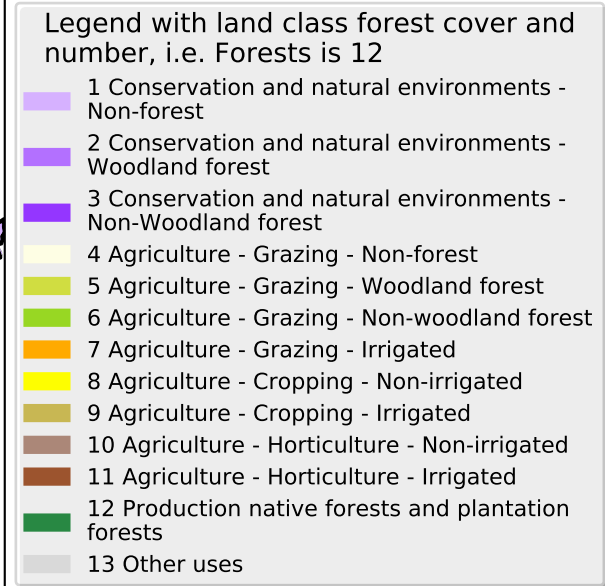 Legend with land class forest cover and
number, i.e. Forests is 12
1 Conservation and natural environments -
Non-forest
2 Conservation and natural environments -
Woodland forest
3 Conservation and natural environments -
Non-Woodland forest
4 Agriculture - Grazing - Non-forest
5 Agriculture - Grazing - Woodland forest
6 Agriculture - Grazing - Non-woodland forest
7 Agriculture - Grazing - Irrigated
8 Agriculture - Cropping - Non-irrigated
9 Agriculture - Cropping - Irrigated
10 Agriculture - Horticulture - Non-irrigated
11 Agriculture - Horticulture - Irrigated
12 Production native forests and plantation
forests
13 Other uses